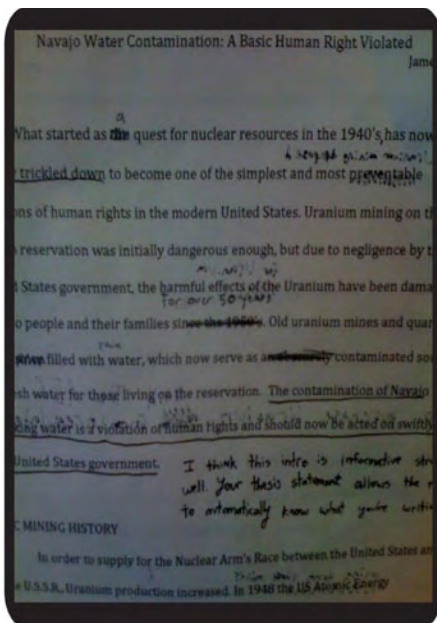 Navajo Water Contamination: A Basic Human Right Violated
Jame
a
What started as the quest for nuclear resources in the 1940's, has now
trickled down to become one of the simplest and most preventable
ons of human rights in the modern United States. Uranium mining on th
reservation was initially dangerous enough, but due to negligence by t
States government, the harmful effects of the Uranium have been dama
for over 50 years
o people and their families since the 1950's. Old uranium mines and quar
filled with water, which now serve as contaminated sou
sh water for those living on the reservation. The contamination of Navajo
king water is a violation of human rights and should now be acted on swiftly
United States government.
I think this intro is informative
well. Your thesis statement allows the r
to automatically know what you're writin
C MINING HISTORY
In order to supply for the Nuclear Arm's Race between the United States an
e U.S.S.R., Uranium production increased. In 1948 the US Atomic Energy